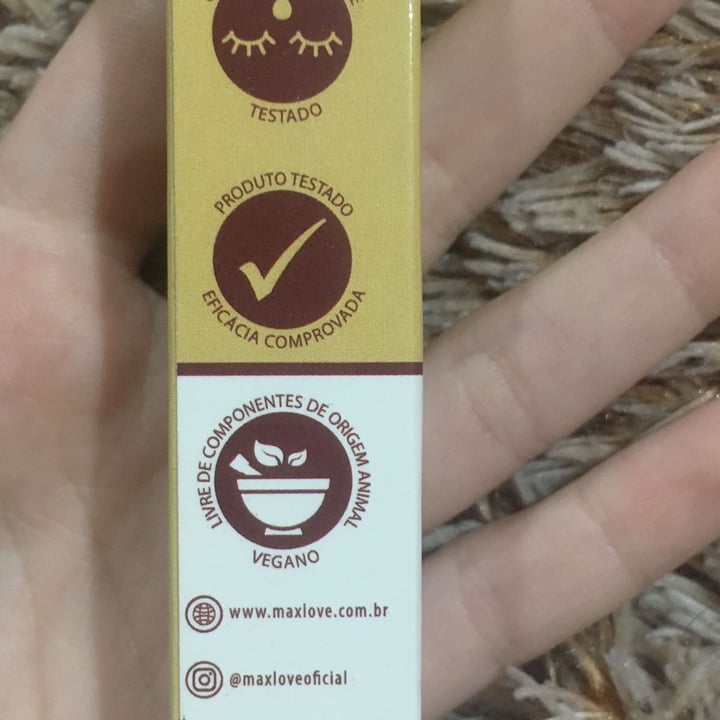 TESTADO
PRODUTO TESTADO
EFICÁCIA COMPROVADA
LIVRE DE COMPONENTES DE ORIGEM ANIMAL
VEGANO
www.maxlove.com.br
@maxloveoficial